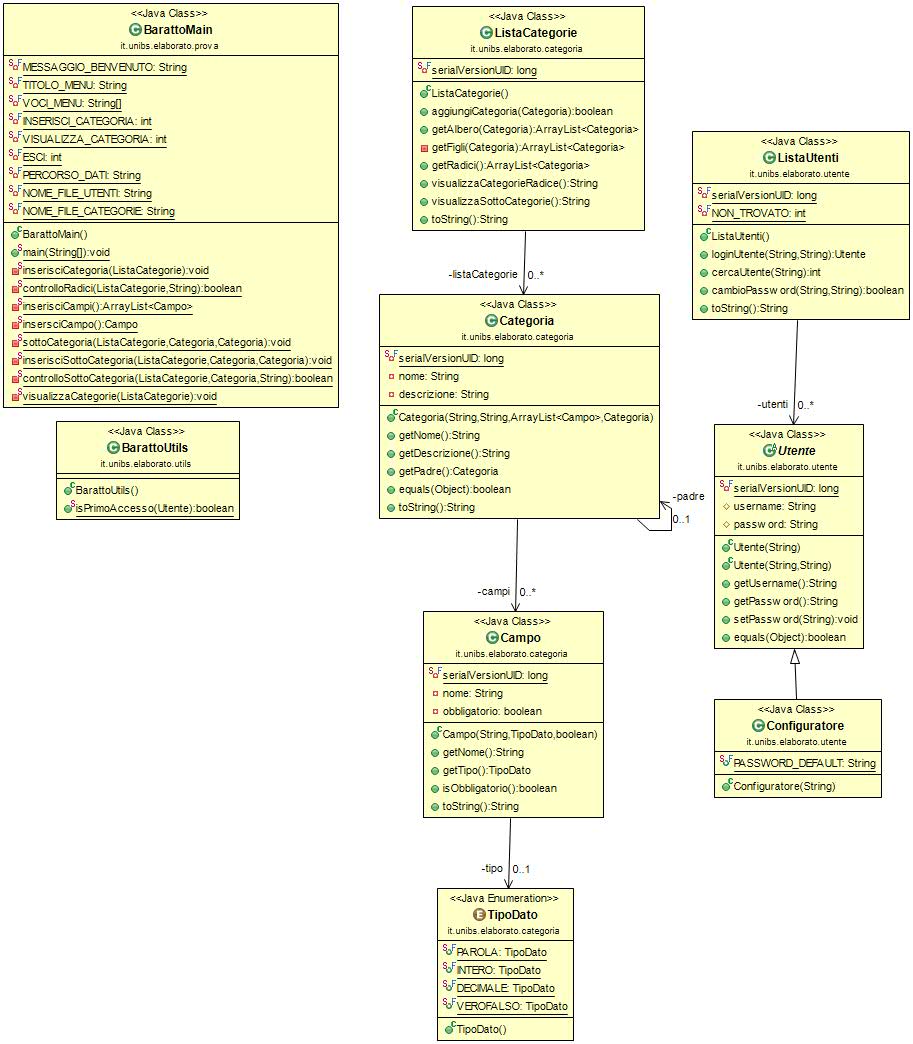 <<Java Class>>
BarattoMain
it.unibs.elaborato.prova
MESSAGGIO_BENVENUTO: String
TITOLO_MENU: String
VOCI_MENU: String[]
INSERISCI_CATEGORIA: int
VISUALIZZA_CATEGORIA: int
ESCI: int
PERCORSO_DATI: String
NOME_FILE_UTENTI: String
NOME_FILE_CATEGORIE: String
BarattoMain()
main(String[]):void
inserisciCategoria(ListaCategorie):void
controlloRadici(ListaCategorie,String):boolean
inserisciCampi():ArrayList<Campo>
insersciCampo():Campo
sottoCategoria(ListaCategorie,Categoria,Categoria):void
inserisciSottoCategoria(ListaCategorie,Categoria,Categoria):void
controlloSottoCategoria(ListaCategorie,Categoria,String):boolean
visualizzaCategorie(ListaCategorie):void
<<Java Class>>
BarattoUtils
it.unibs.elaborato.utils
BarattoUtils()
isPrimoAccesso(Utente):boolean
<<Java Class>>
ListaCategorie
it.unibs.elaborato.categoria
serialVersionUID: long
ListaCategorie()
aggiungiCategoria(Categoria):boolean
getAlbero(Categoria):ArrayList<Categoria>
getFigli(Categoria):ArrayList<Categoria>
getRadici():ArrayList<Categoria>
visualizzaCategorieRadice():String
visualizzaSottoCategorie():String
toString():String
-listaCategorie 0..*
<<Java Class>>
Categoria
it.unibs.elaborato.categoria
serialVersionUID: long
nome: String
descrizione: String
Categoria(String,String,ArrayList<Campo>,Categoria)
getNome():String
getDescrizione():String
getPadre():Categoria
equals(Object):boolean
toString():String
-padre
0..1
-campi 0..*
<<Java Class>>
Campo
it.unibs.elaborato.categoria
serialVersionUID: long
nome: String
obbligatorio: boolean
Campo(String,TipoDato,boolean)
getNome():String
getTipo():TipoDato
isObbligatorio():boolean
toString():String
-tipo 0..1
<<Java Enumeration>>
TipoDato
it.unibs.elaborato.categoria
PAROLA: TipoDato
INTERO: TipoDato
DECIMALE: TipoDato
VEROFALSO: TipoDato
TipoDato()
<<Java Class>>
ListaUtenti
it.unibs.elaborato.utente
serialVersionUID: long
NON_TROVATO: int
ListaUtenti()
loginUtente(String,String):Utente
cercaUtente(String):int
cambioPassword(String,String):boolean
toString():String
-utenti 0..*
<<Java Class>>
Utente
it.unibs.elaborato.utente
serialVersionUID: long
username: String
password: String
Utente(String)
Utente(String,String)
getUsername():String
getPassword():String
setPassword(String):void
equals(Object):boolean
<<Java Class>>
Configuratore
it.unibs.elaborato.utente
PASSWORD_DEFAULT: String
Configuratore(String)